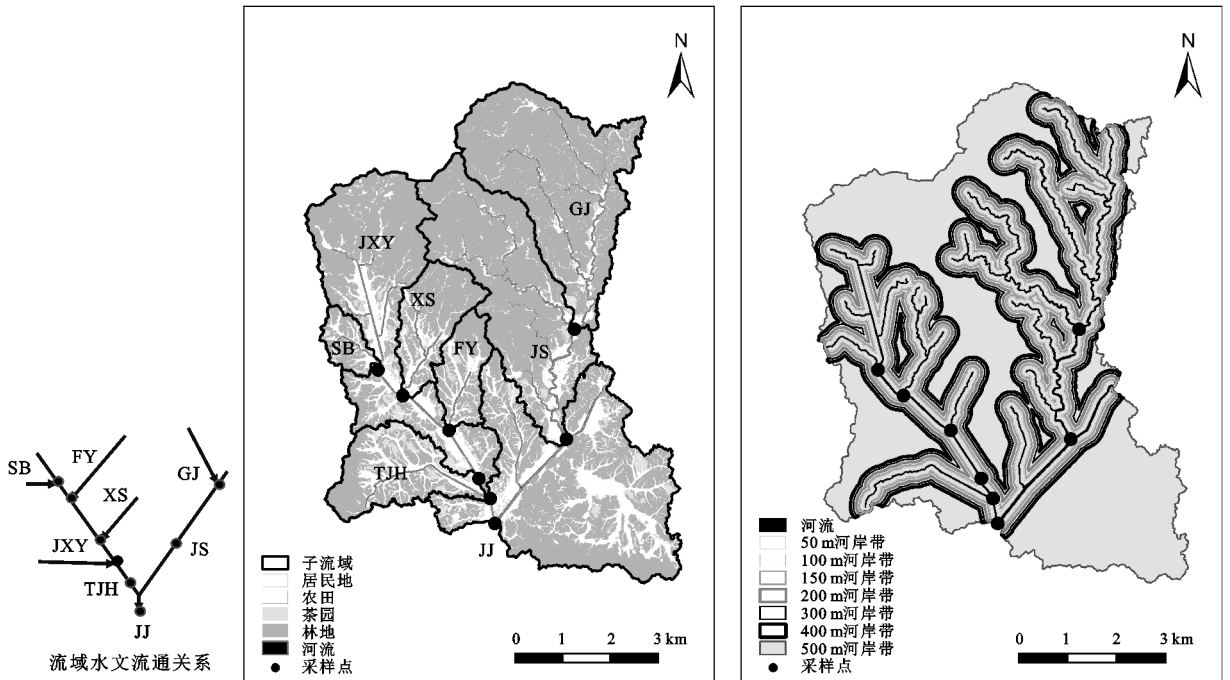 SB
FY
XS
GJ
JXY
JS
TJH
JJ
流域水文流通关系
N
GJ
JXY
XS
SB
FY
JS
TJH
JJ
子流域
居民地
农田
茶园
林地
河流
采样点
0 1 2 3 km
N
河流
50 m河岸带
100 m河岸带
150 m河岸带
200 m河岸带
300 m河岸带
400 m河岸带
500 m河岸带
采样点
0 1 2 3 km